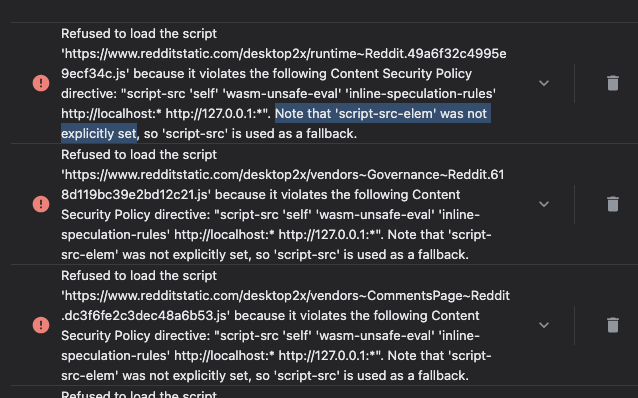 Refused to load the script
'https://www.redditstatic.com/desktop2x/runtime~Reddit.49a6f32c4995e
9ecf34c.js' because it violates the following Content Security Policy
directive: "script-src 'self' 'wasm-unsafe-eval' 'inline-speculation-rules'
http://localhost:* http://127.0.0.1:*". Note that 'script-src-elem' was not
explicitly set, so 'script-src' is used as a fallback.
Refused to load the script
'https://www.redditstatic.com/desktop2x/vendors~Governance~Reddit.61
8d119bc39e2bd12c21.js' because it violates the following Content
Security Policy directive: "script-src 'self' 'wasm-unsafe-eval' 'inline-
speculation-rules' http://localhost:* http://127.0.0.1:*". Note that 'script-
src-elem' was not explicitly set, so 'script-src' is used as a fallback.
Refused to load the script
'https://www.redditstatic.com/desktop2x/vendors~CommentsPage~Reddit
.dc3f6fe2c3dec48a6b53.js' because it violates the following Content
Security Policy directive: "script-src 'self' 'wasm-unsafe-eval' 'inline-
speculation-rules' http://localhost:* http://127.0.0.1:*". Note that 'script-
src-elem' was not explicitly set, so 'script-src' is used as a fallback.
Refused to load the script